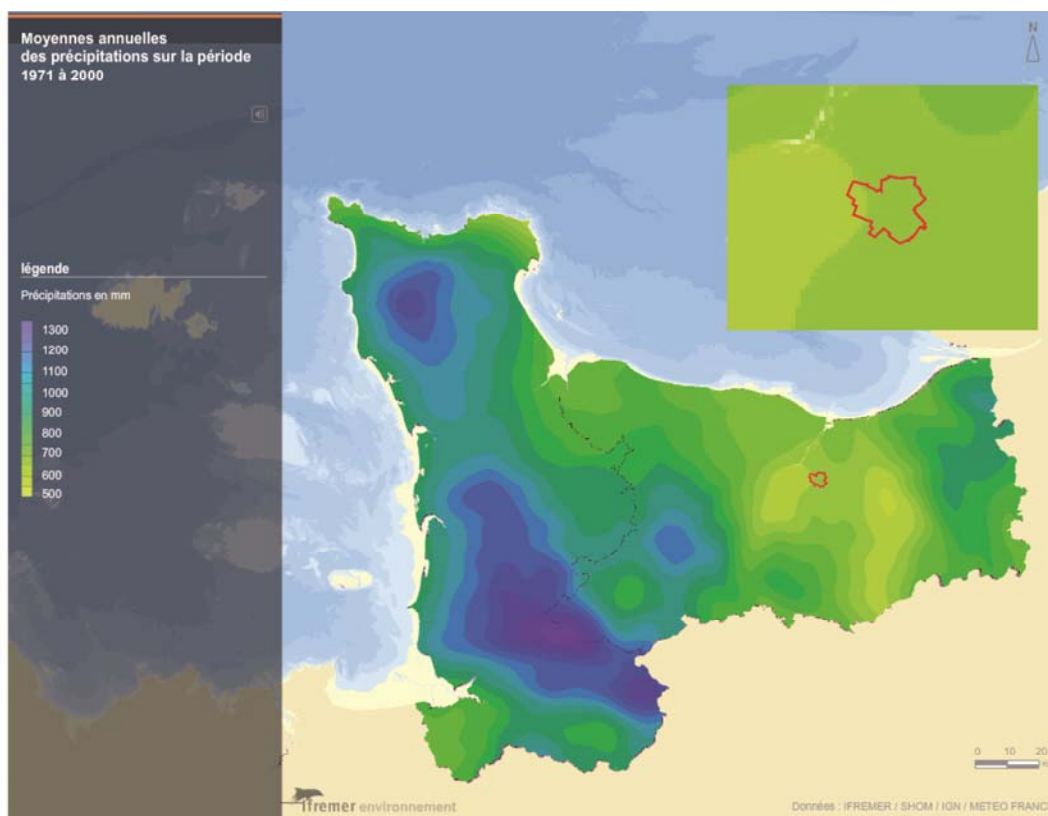 Moyennes annuelles
des précipitations sur la période
1971 à 2000
légende
Précipitations en mm
1300
1200
1100
1000
900
800
700
600
500
N
0 10 20
ifremer environnement
Données : IFREMER / SHOM / IGN / METEO FRANC